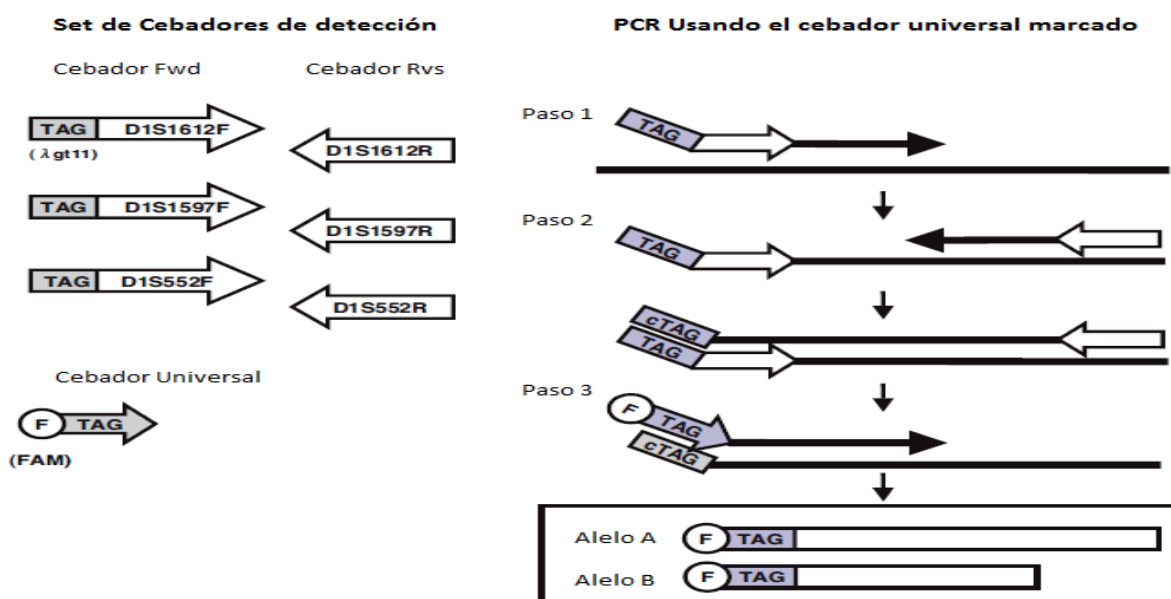 Set de Cebadores de detección
Cebador Fwd
Cebador Rvs
TAG D1S1612F
(λgt11)
D1S1612R
TAG D1S1597F
D1S1597R
TAG D1S552F
D1S552R
Cebador Universal
F TAG
(FAM)
PCR Usando el cebador universal marcado
Paso 1
TAG
Paso 2
TAG
cTAG
TAG
Paso 3
F TAG
cTAG
Alelo A F TAG
Alelo B F TAG